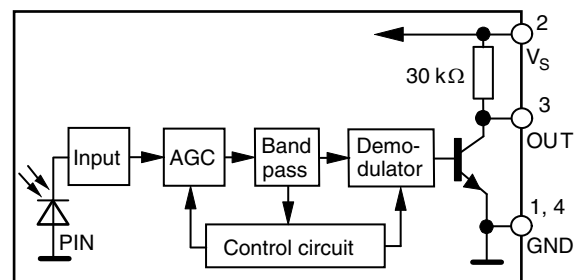 2
V_S
30 kΩ
3
OUT
Input
AGC
Band
pass
Demo-
dulator
1, 4
GND
PIN
Control circuit